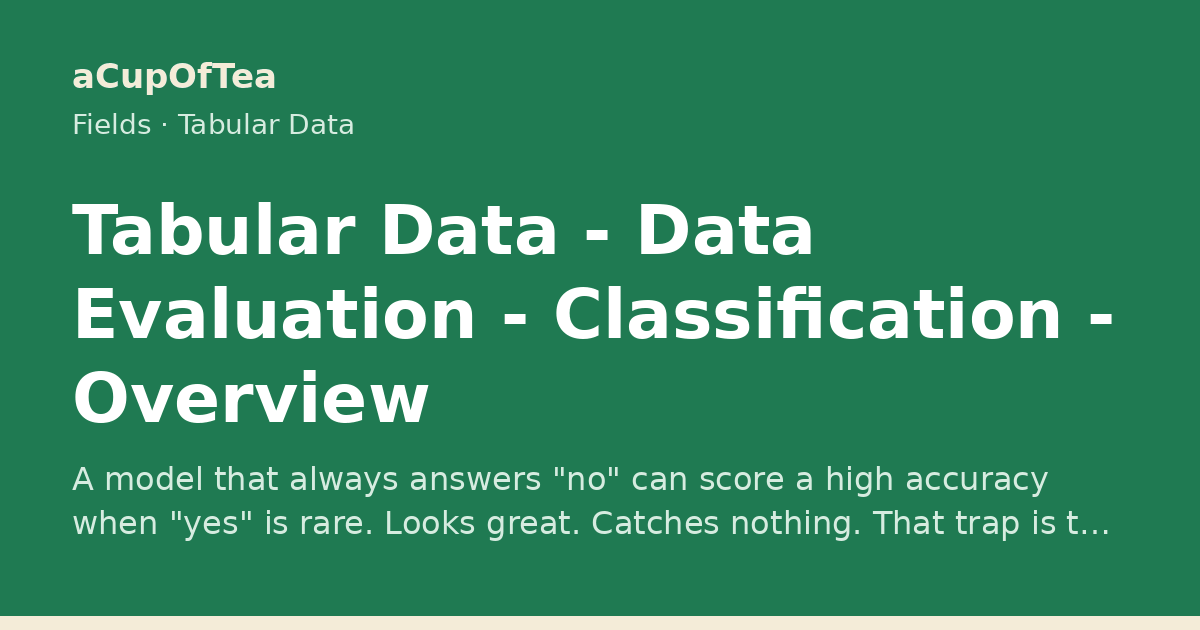 aCupOfTea
Fields · Tabular Data
Tabular Data - Data
Evaluation - Classification -
Overview
A model that always answers "no" can score a high accuracy
when "yes" is rare. Looks great. Catches nothing. That trap is t…